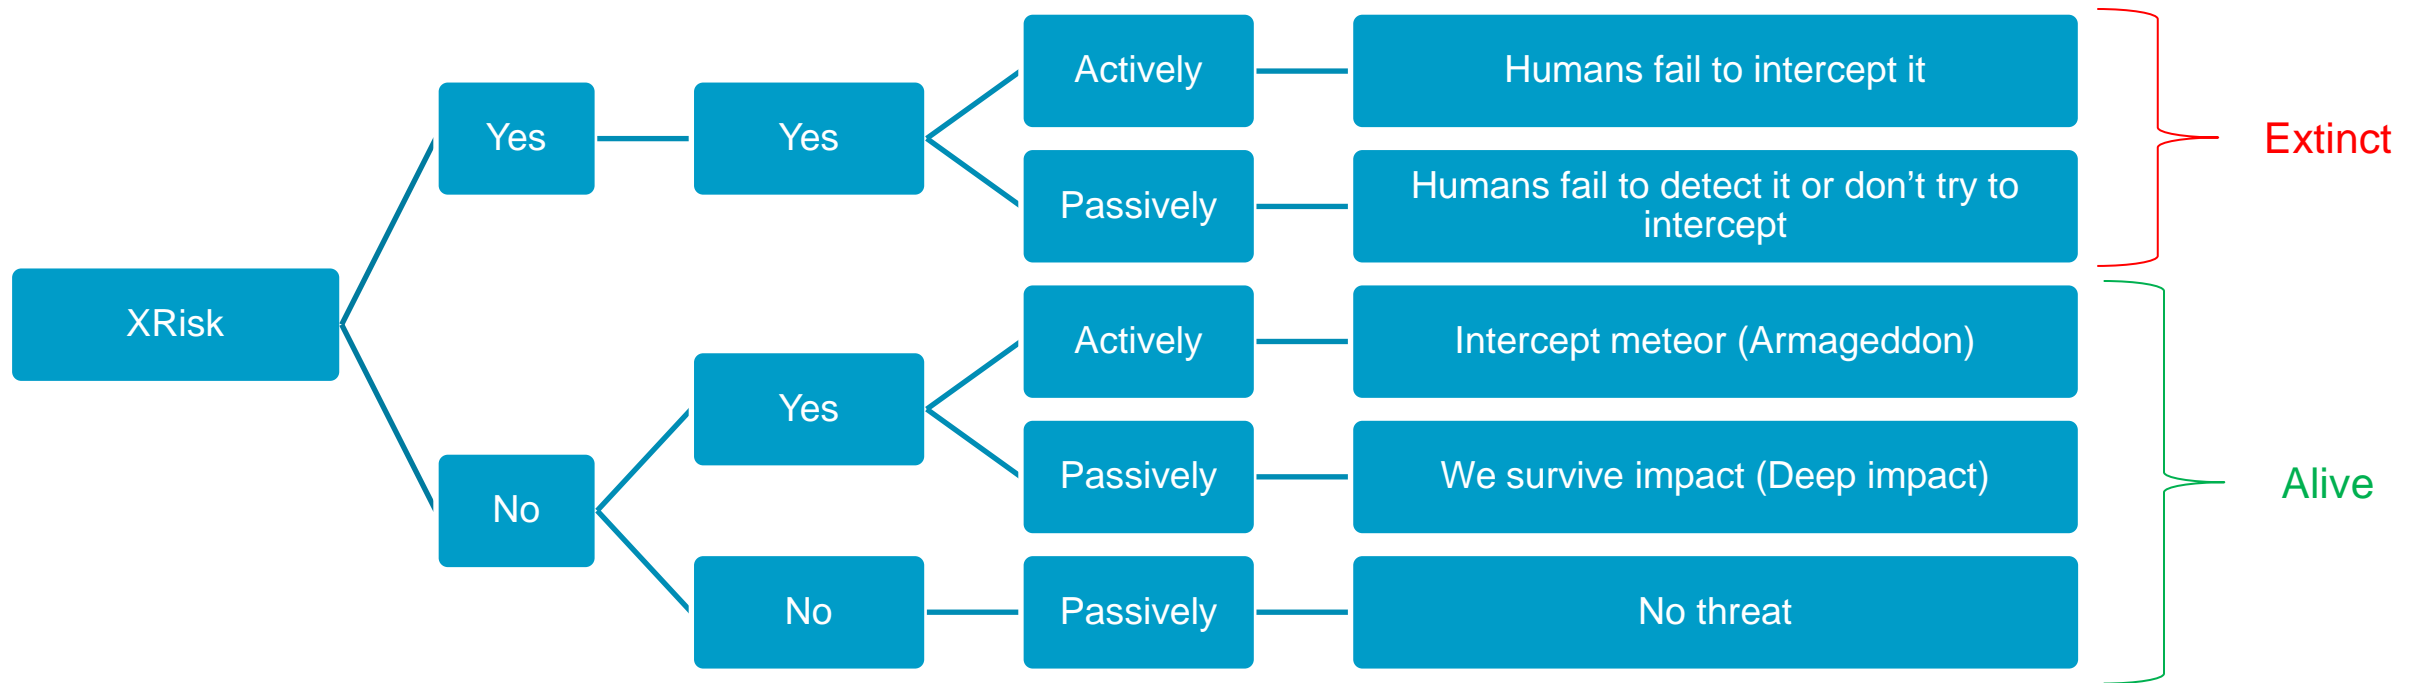 XRisk
Yes
Yes
Actively
Humans fail to intercept it
Passively
Humans fail to detect it or don’t try to
intercept
Extinct
No
Yes
Actively
Intercept meteor (Armageddon)
Passively
We survive impact (Deep impact)
No
Passively
No threat
Alive